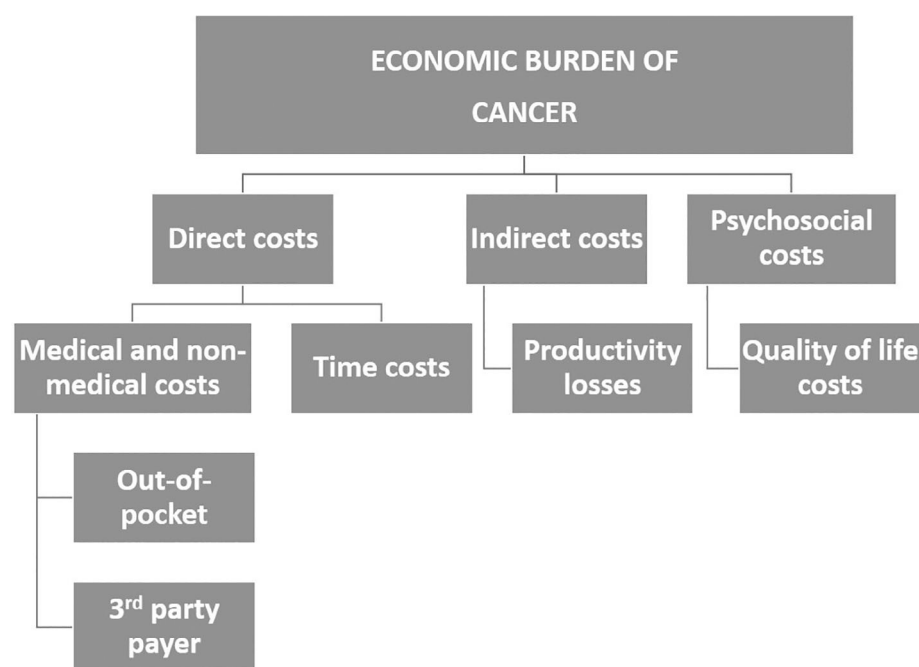 ECONOMIC BURDEN OF
CANCER
Direct costs
Indirect costs
Psychosocial
costs
Medical and non-
medical costs
Time costs
Productivity
losses
Quality of life
costs
Out-of-
pocket
3rd party
payer